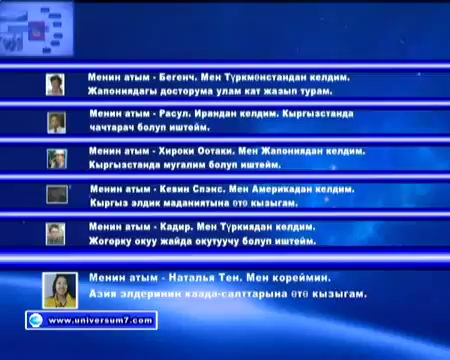 Менин атым - Бегенч. Мен Түркмөнстандан келдим.
Жапониядагы досторума улам кат жазып турам.
Менин атым - Расул. Ирандан келдим. Кыргызстанда
чачтарач болуп иштейм.
Менин атым - Хироки Оотаки. Мен Жапониядан келдим.
Кыргызстанда мугалим болуп иштейм.
Менин атым - Кевин Спэнс. Мен Америкадан келдим.
Кыргыз элдик маданиятына өтө кызыгам.
Менин атым - Кадир. Мен Түркиядан келдим.
Жогорку окуу жайда окутуучу болуп иштейм.
Менин атым - Наталья Тен. Мен кореймин.
Азия элдеринин каада-салттарына өтө кызыгам.
www.universum7.com